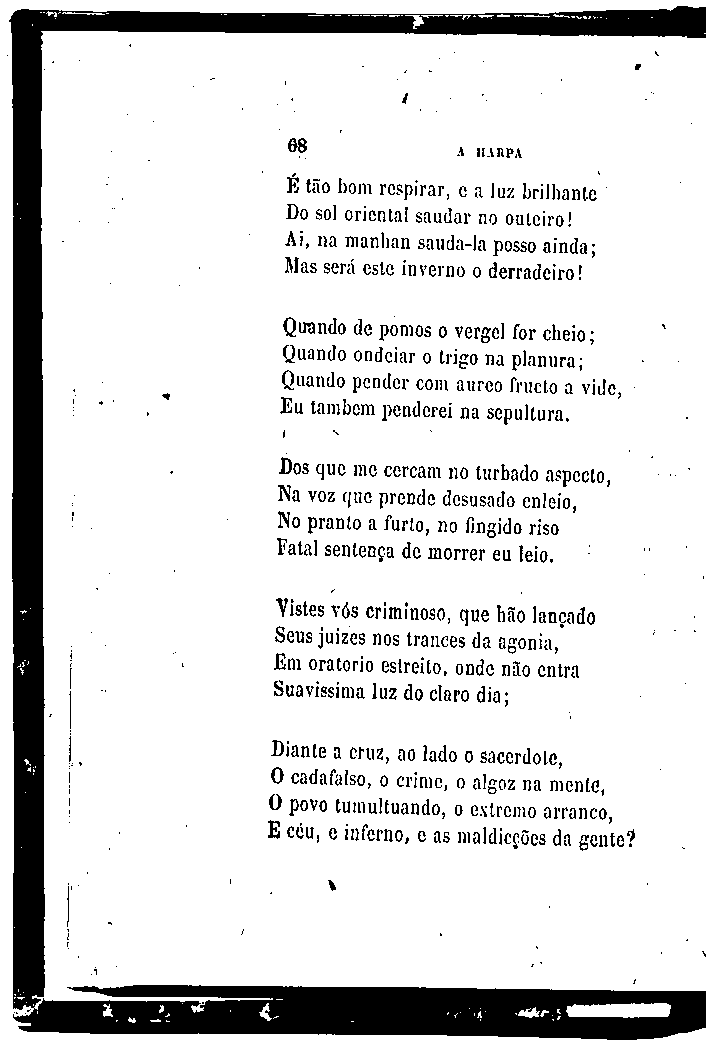 68 A HARPA
É tão bom respirar, e a luz brilhante
Do sol oriental saudar no outeiro!
Ai, na manhan sauda-la posso ainda;
Mas será este inverno o derradeiro!
Quando de pomos o vergel for cheio;
Quando ondeiar o trigo na planura;
Quando pender com aureo fructo a vide,
Eu tambem penderei na sepultura.
Dos que me cercam no turbado aspecto,
Na voz que prende desusado enleio,
No pranto a furto, no fingido riso
Fatal sentença de morrer eu leio.
Vistes vós criminoso, que hão lançado
Seus juizes nos trances da agonia,
Em oratorio estreito, onde não entra
Suavissima luz do claro dia;
Diante a cruz, ao lado o sacerdote,
O cadafalso, o crime, o algoz na mente,
O povo tumultuando, o extremo arranco,
E céu, e inferno, e as maldicções da gente?